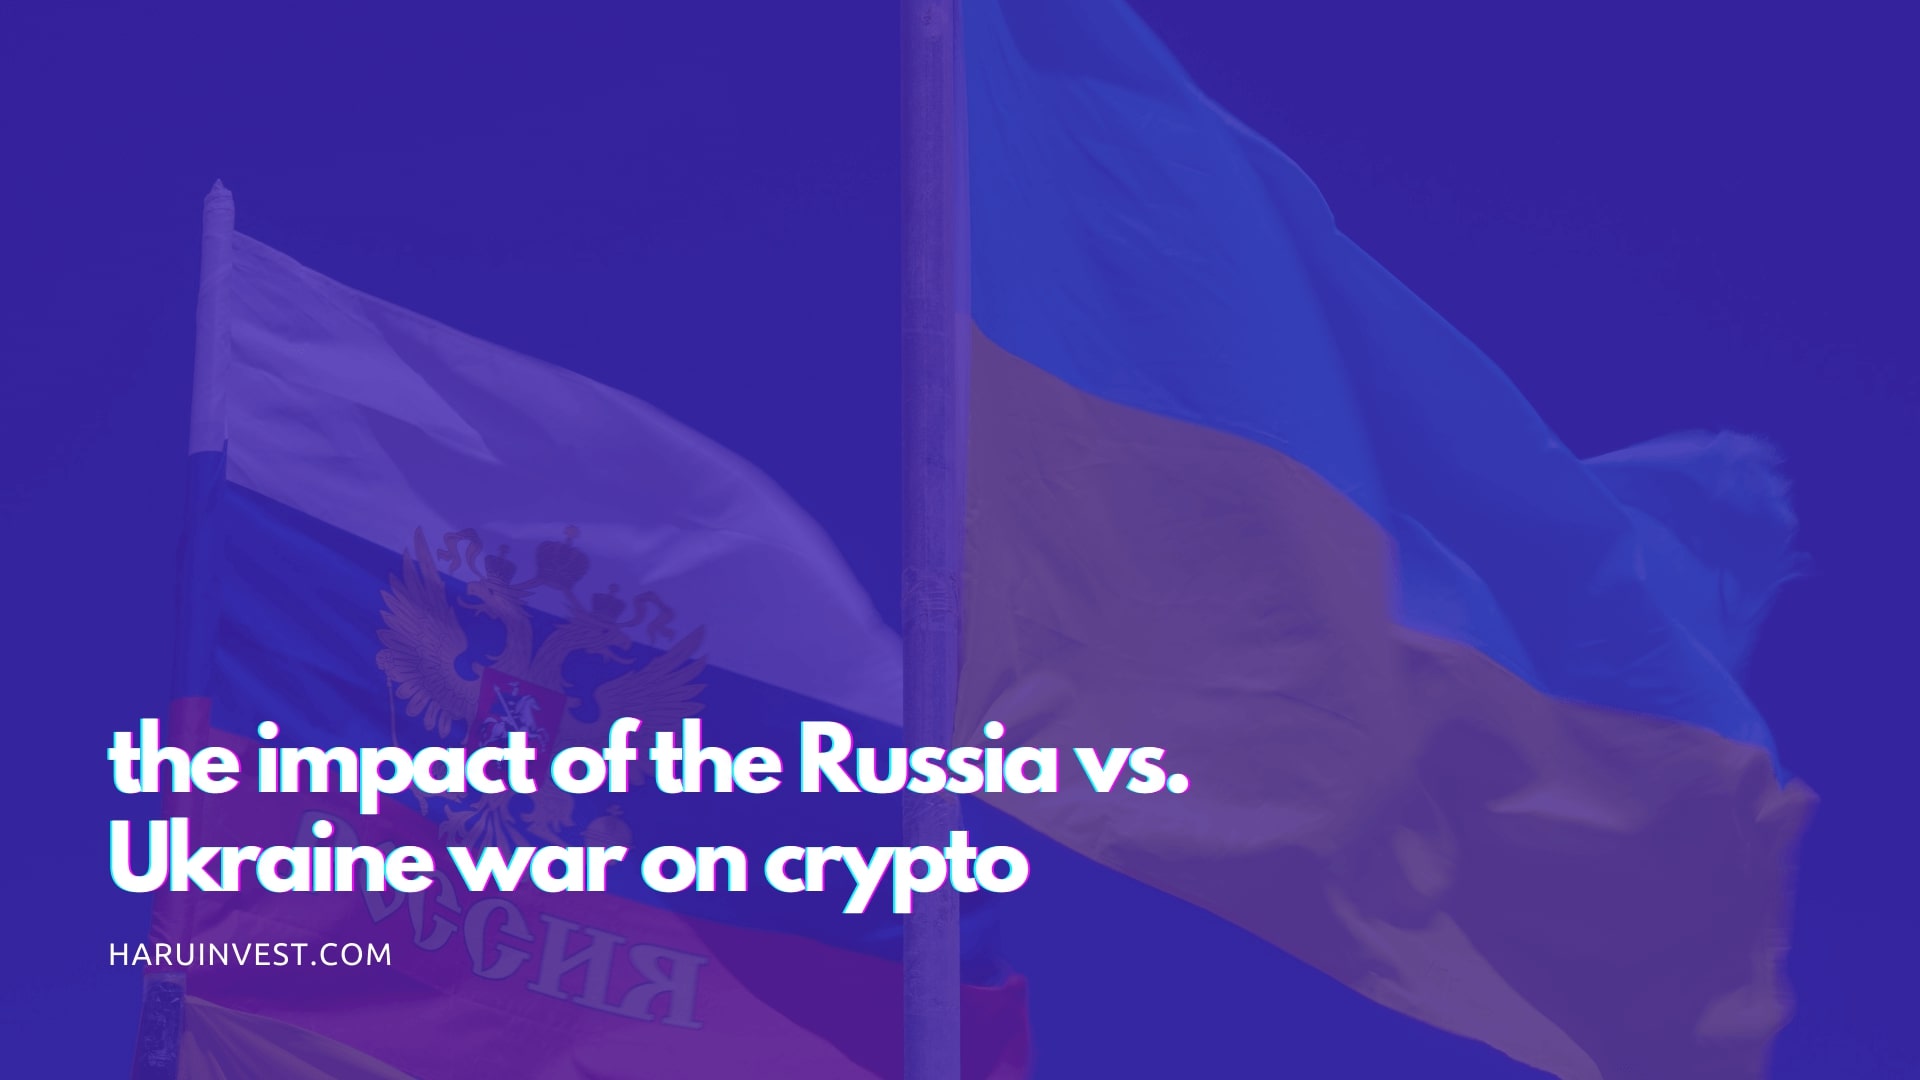 the impact of the Russia vs.
Ukraine war on crypto
HARUINVEST.COM
РОССИЯ